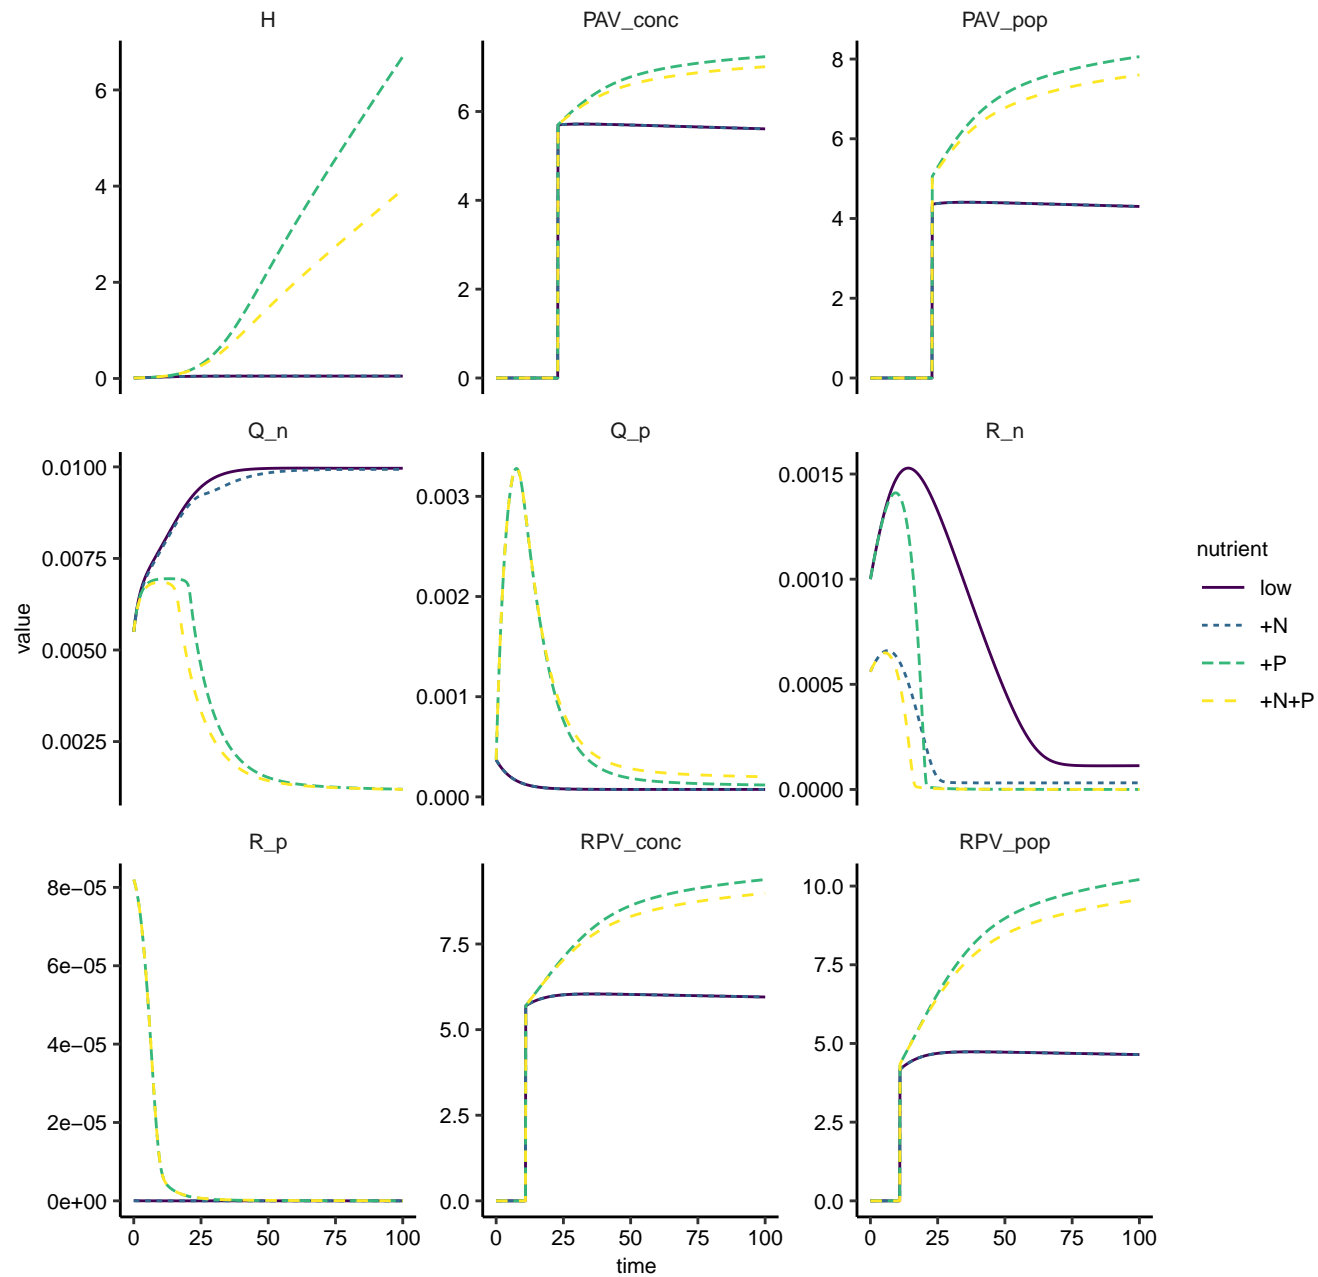 H
PAV_conc
PAV_pop
6
4
2
0
6
4
2
0
8
6
4
2
0
Q_n
Q_p
R_n
0.0100
0.0075
0.0050
0.0025
0.003
0.002
0.001
0.000
0.0015
0.0010
0.0005
0.0000
value
nutrient
low
+N
+P
+N+P
R_p
RPV_conc
RPV_pop
8e−05
6e−05
4e−05
2e−05
0e+00
7.5
5.0
2.5
0.0
10.0
7.5
5.0
2.5
0.0
0 25 50 75 100
0 25 50 75 100
0 25 50 75 100
time